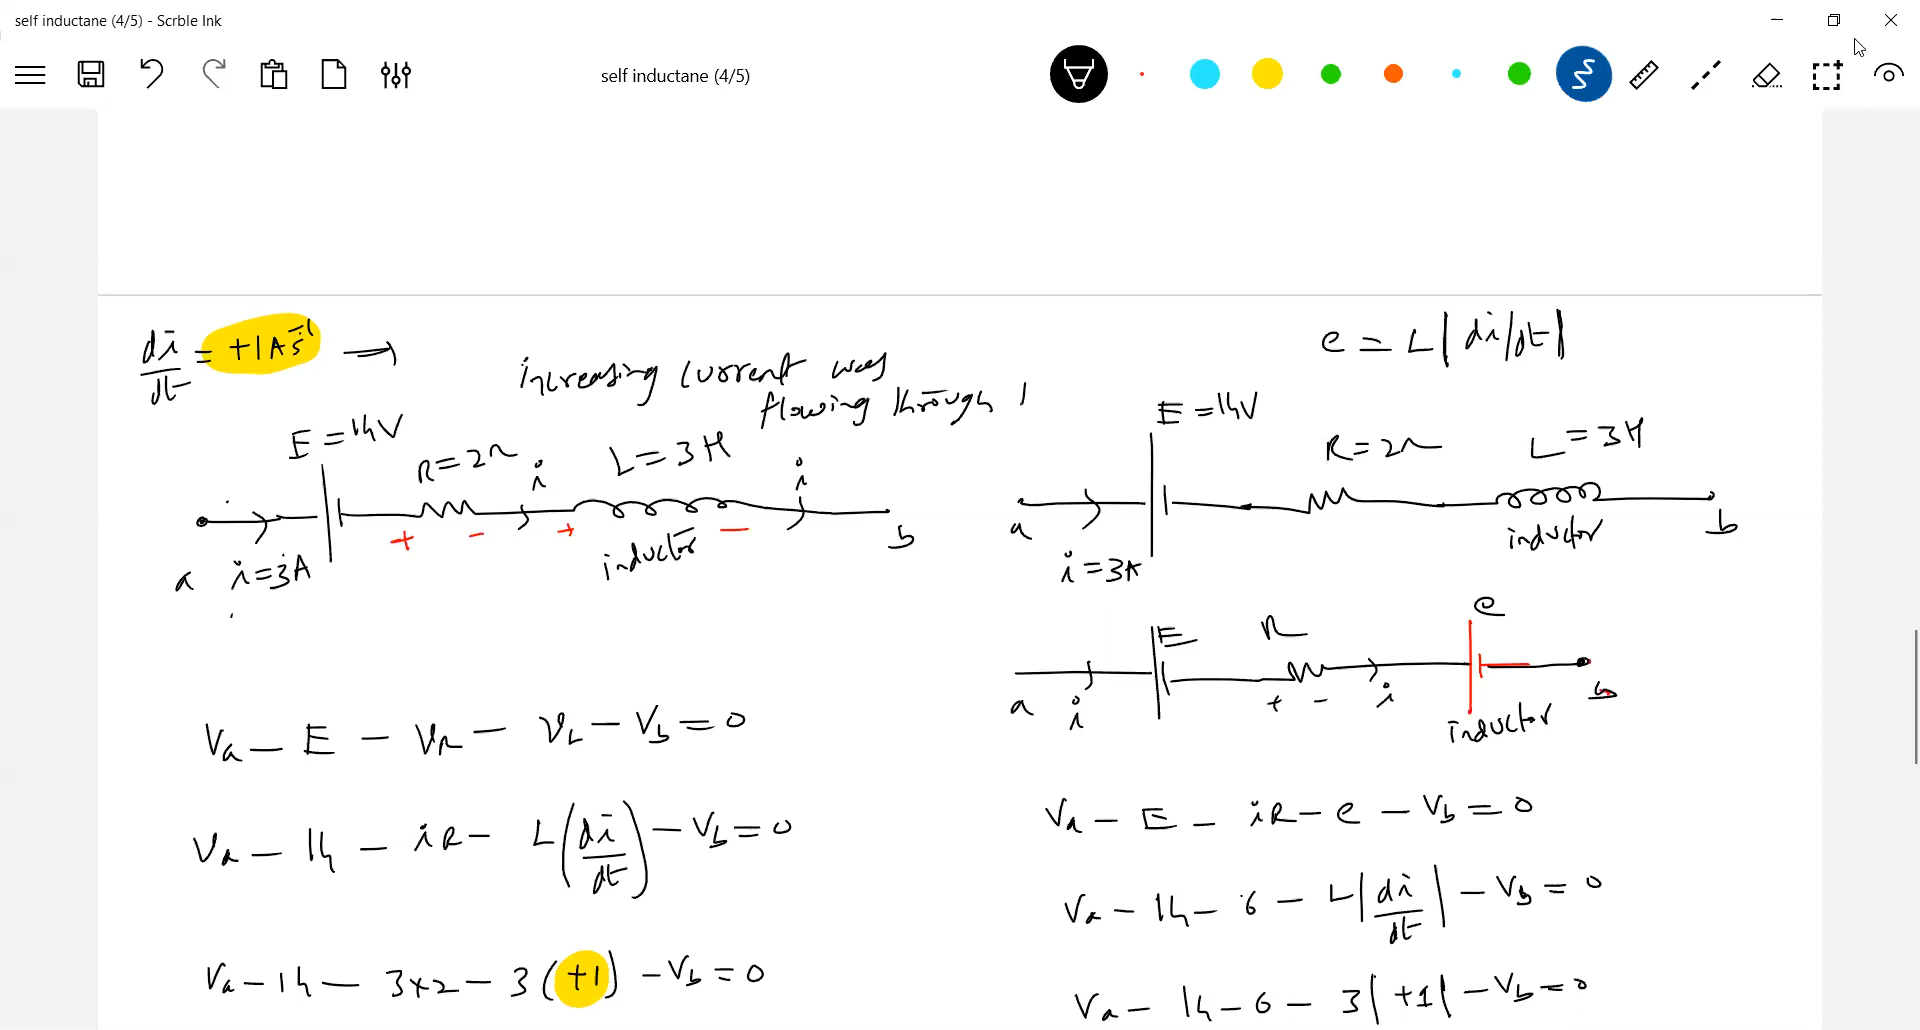 self inductane (4/5) - Scrble Ink
self inductane (4/5)
di/dt = +1 A s⁻¹ →
increasing current was
flowing through
E = 14V
R = 2Ω
i
L = 3H
i
+ - + -
inductor
a
i = 3A
b
Va - E - VR - VL - Vb = 0
Va - 14 - iR - L(di/dt) - Vb = 0
Va - 14 - 3×2 - 3(+1) - Vb = 0
e = L|di/dt|
E = 14V
R = 2Ω
L = 3H
a
inductor
b
i = 3A
E
R
e
a
i
+ -
i
b
inductor
Va - E - iR - e - Vb = 0
Va - 14 - 6 - L|di/dt| - Vb = 0
Va - 14 - 6 - 3|+1| - Vb = 0